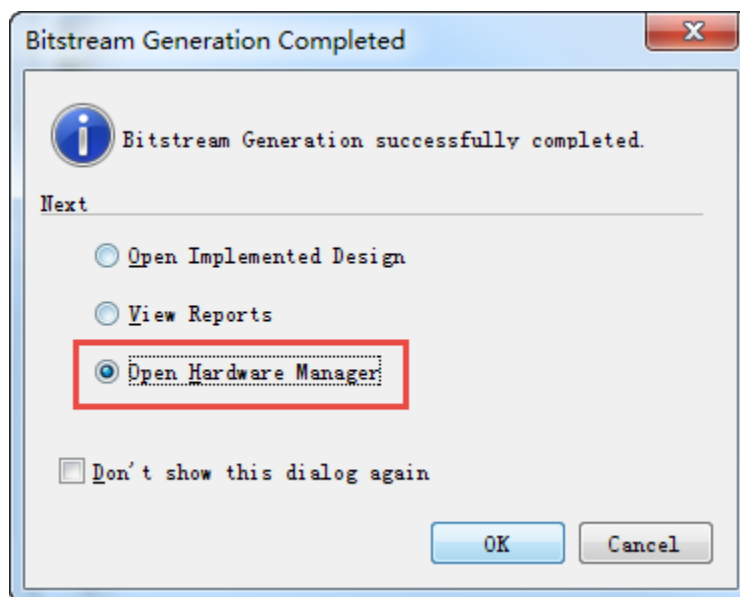 Bitstream Generation Completed
Bitstream Generation successfully completed.
Next
Open Implemented Design
View Reports
Open Hardware Manager
Don't show this dialog again
OK
Cancel